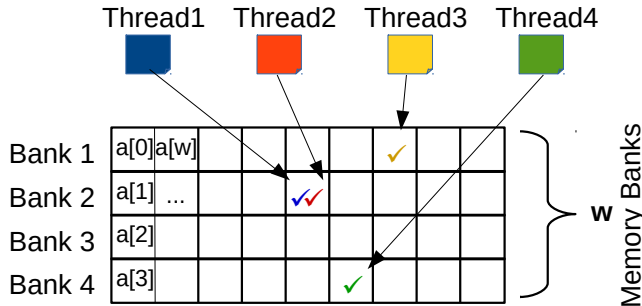 Thread1 Thread2 Thread3 Thread4
Bank 1 a[0] a[w]
Bank 2 a[1] ...
Bank 3 a[2]
Bank 4 a[3]
w
Memory Banks